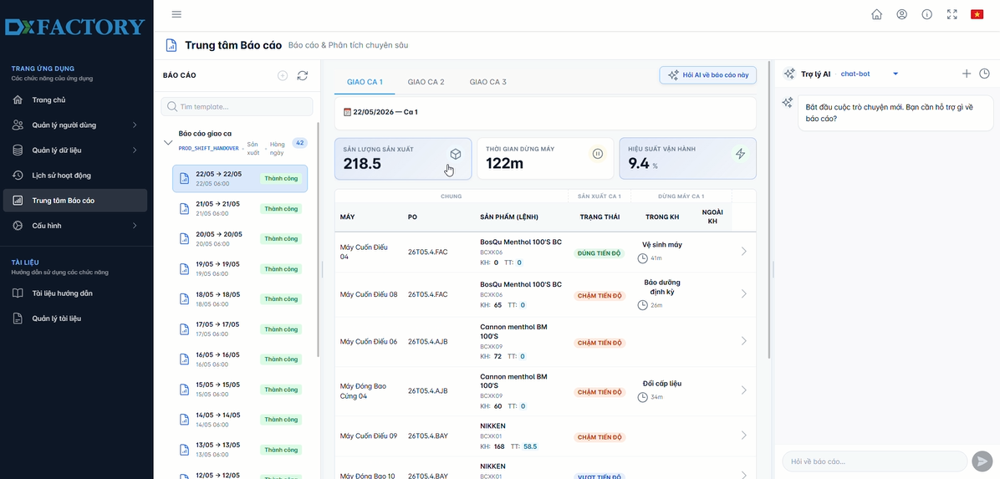 DXFACTORY
TRANG ỨNG DỤNG
Các chức năng của ứng dụng
Trang chủ
Quản lý người dùng
Quản lý dữ liệu
Lịch sử hoạt động
Trung tâm Báo cáo
Cấu hình
TÀI LIỆU
Hướng dẫn sử dụng các chức năng
Tài liệu hướng dẫn
Quản lý tài liệu
Trung tâm Báo cáo
Báo cáo & Phân tích chuyên sâu
BÁO CÁO
Tìm template...
Báo cáo giao ca
PROD_SHIFT_HANDOVER • Sản xuất • Hàng ngày
42
22/05 → 22/05
22/05 06:00
Thành công
21/05 → 21/05
21/05 06:00
Thành công
20/05 → 20/05
20/05 06:00
Thành công
19/05 → 19/05
19/05 06:00
Thành công
18/05 → 18/05
18/05 06:00
Thành công
17/05 → 17/05
17/05 06:00
Thành công
16/05 → 16/05
16/05 06:00
Thành công
15/05 → 15/05
15/05 06:00
Thành công
14/05 → 14/05
14/05 06:00
Thành công
13/05 → 13/05
13/05 06:00
Thành công
12/05 → 12/05
Thành công
GIAO CA 1
GIAO CA 2
GIAO CA 3
Hỏi AI về báo cáo này
22/05/2026 — Ca 1
SẢN LƯỢNG SẢN XUẤT
218.5
THỜI GIAN DỪNG MÁY
122m
HIỆU SUẤT VẬN HÀNH
9.4 %
CHUNG
SẢN XUẤT CA 1
DỪNG MÁY CA 1
MÁY
PO
SẢN PHẨM (LỆNH)
TRẠNG THÁI
TRONG KH
NGOÀI KH
Máy Cuốn Điếu 04
26T05.4.FAC
BosQu Menthol 100'S BC
BCXK06
KH: 0 TT: 0
ĐÚNG TIẾN ĐỘ
Vệ sinh máy
41m
Máy Cuốn Điếu 08
26T05.4.FAC
BosQu Menthol 100'S BC
BCXK06
KH: 65 TT: 0
CHẬM TIẾN ĐỘ
Bảo dưỡng định kỳ
26m
Máy Cuốn Điếu 06
26T05.4.AJB
Cannon menthol BM 100'S
BCXK09
KH: 72 TT: 0
CHẬM TIẾN ĐỘ
Máy Đóng Bao Cứng 04
26T05.4.AJB
Cannon menthol BM 100'S
BCXK09
KH: 60 TT: 0
CHẬM TIẾN ĐỘ
Đổi cấp liệu
34m
Máy Cuốn Điếu 09
26T05.4.BAY
NIKKEN
BCXK01
KH: 168 TT: 58.5
CHẬM TIẾN ĐỘ
Máy Đóng Bao 10
26T05.4.BAY
NIKKEN
BCXK01
VƯỢT TIẾN ĐỘ
Trợ lý AI
chat-bot
Bắt đầu cuộc trò chuyện mới. Bạn cần hỗ trợ gì về báo cáo?
Hỏi về báo cáo...